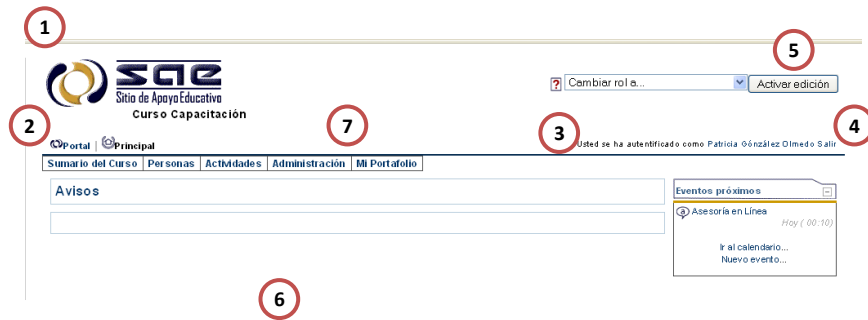 1
sae
5
? Cambiar rol a... Activar edición
Sitio de Apoyo Educativo
Curso Capacitación
2 7 3 4
Portal | Principal
Usted se ha autentificado como Patricia Gónzález Olmedo Salir
Sumario del Curso Personas Actividades Administración Mi Portafolio
Avisos
Eventos próximos
Asesoría en Línea
Hoy ( 00:10)
Ir al calendario...
Nuevo evento...
6